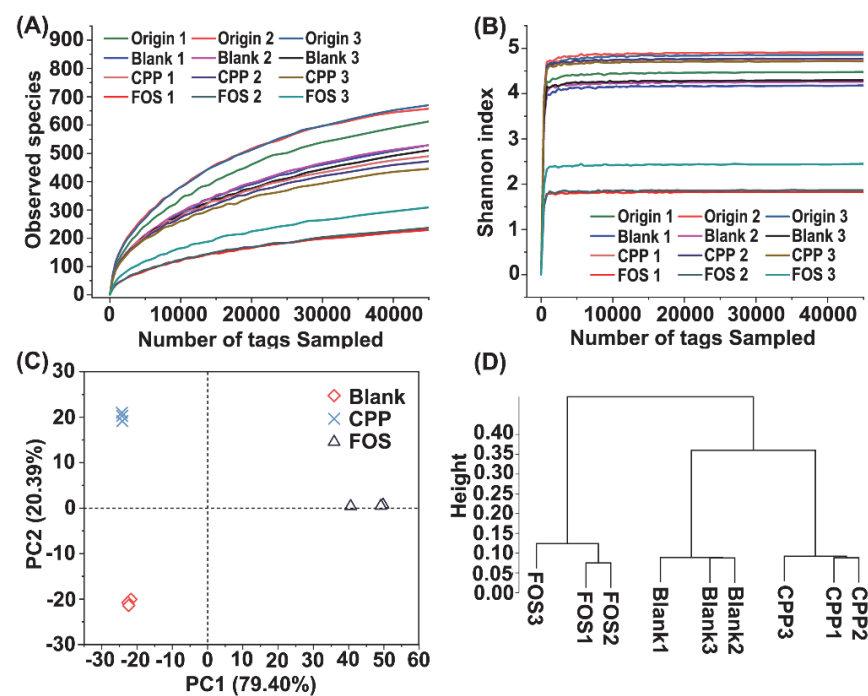 (A)
Origin 1 Origin 2 Origin 3
Blank 1 Blank 2 Blank 3
CPP 1 CPP 2 CPP 3
FOS 1 FOS 2 FOS 3
900
800
700
600
500
400
300
200
100
0
Observed species
0 10000 20000 30000 40000
Number of tags Sampled
(B)
5
4
3
2
1
0
Shannon index
Origin 1 Origin 2 Origin 3
Blank 1 Blank 2 Blank 3
CPP 1 CPP 2 CPP 3
FOS 1 FOS 2 FOS 3
0 10000 20000 30000 40000
Number of tags Sampled
(C)
30
20
10
0
-10
-20
-30
PC2 (20.39%)
Blank
CPP
FOS
-30 -20 -10 0 10 20 30 40 50 60
PC1 (79.40%)
(D)
0.40
0.35
0.30
0.25
0.20
0.15
0.10
0.05
0.00
Height
FOS3
FOS1
FOS2
Blank1
Blank3
Blank2
CPP3
CPP1
CPP2